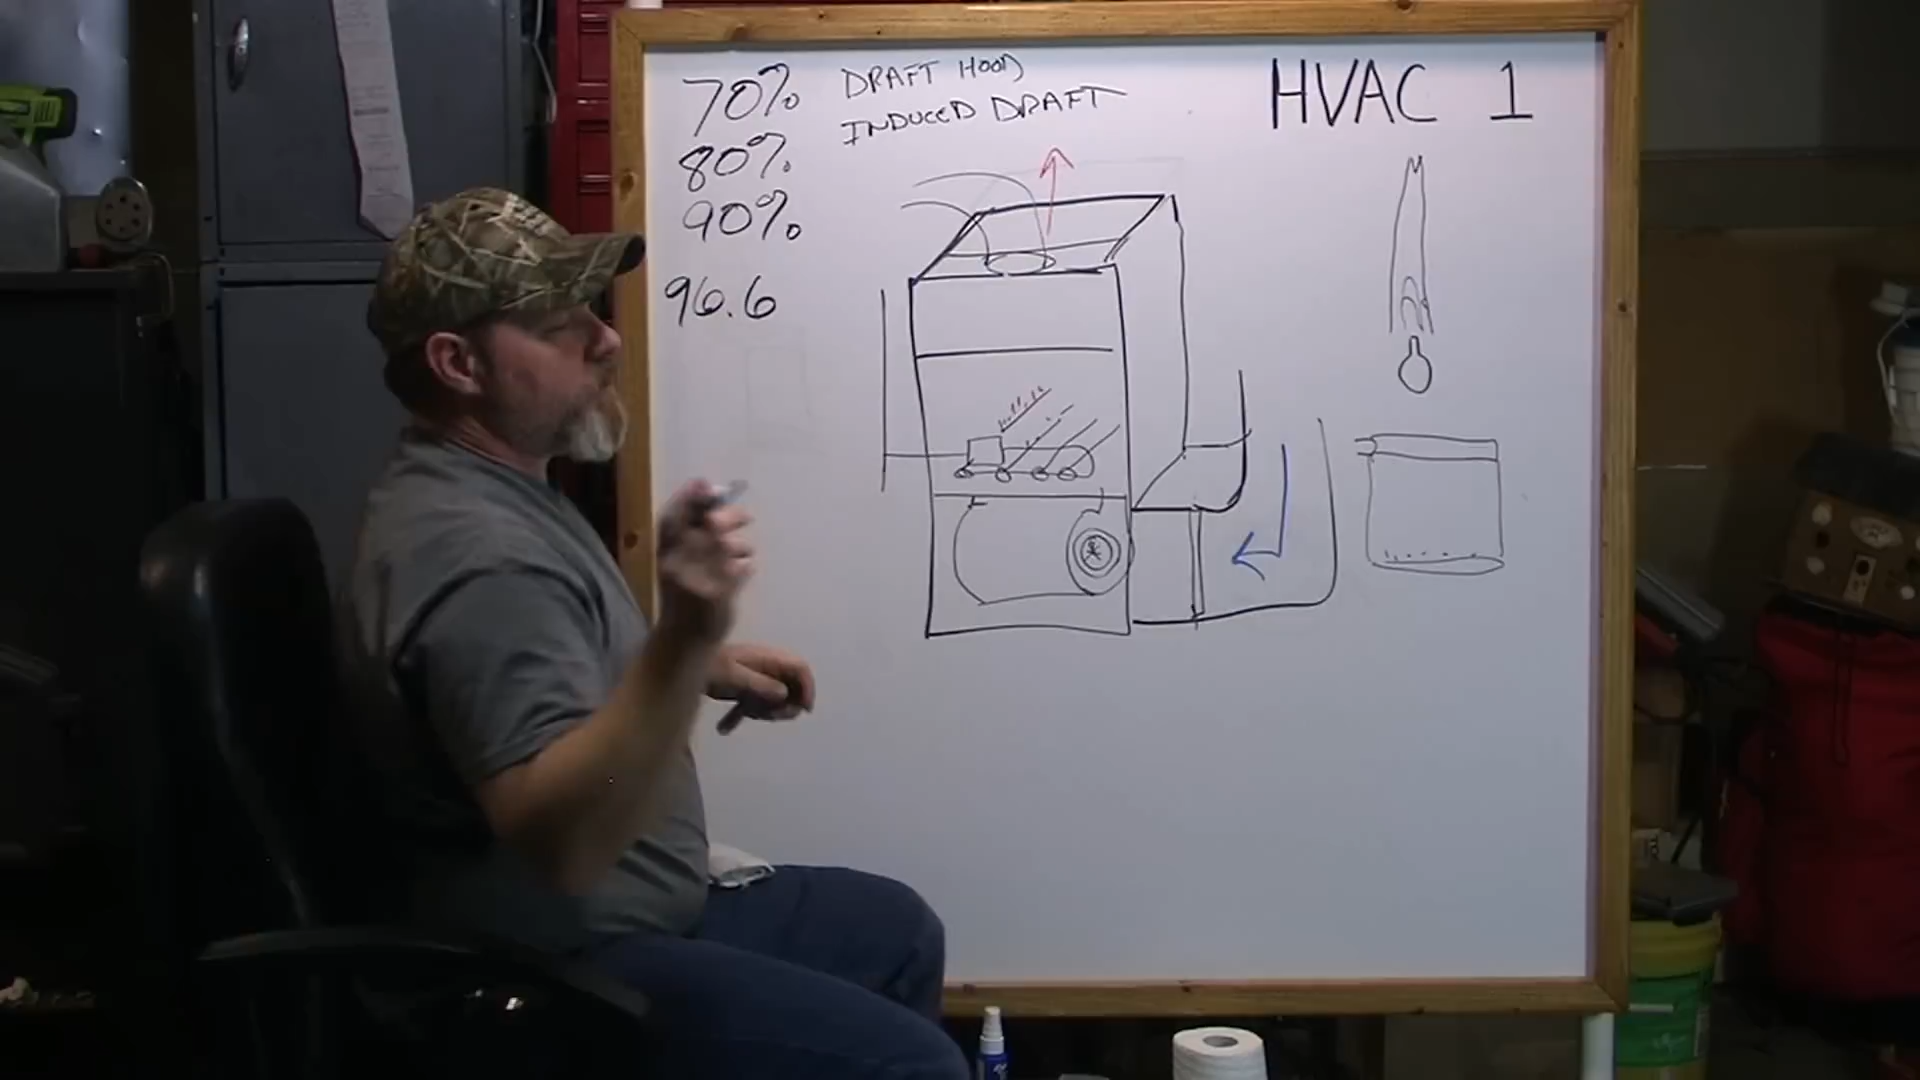 70% DRAFT HOOD
INDUCED DRAFT
HVAC 1
80%
90%
96.6